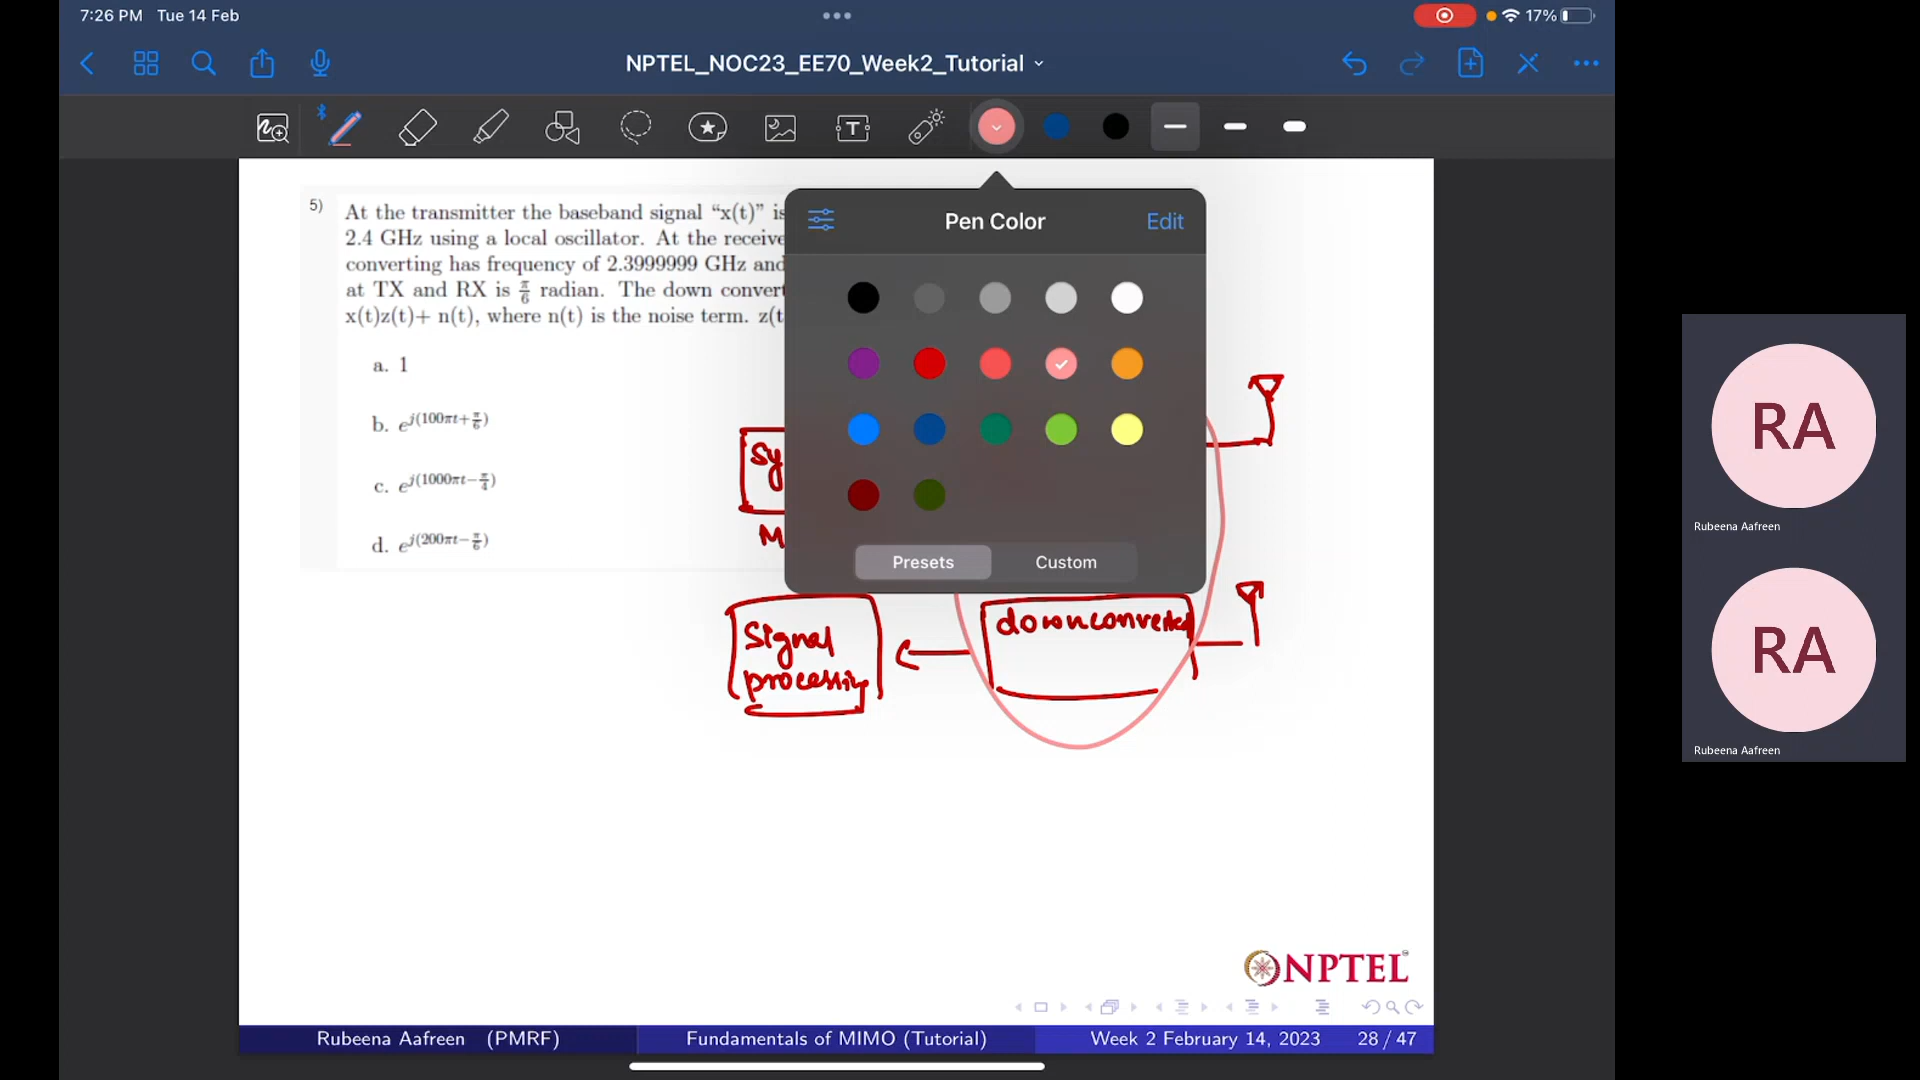 7:26 PM Tue 14 Feb
17%
NPTEL_NOC23_EE70_Week2_Tutorial
T
Pen Color
Edit
Presets
Custom
5) At the transmitter the baseband signal “x(t)” is
2.4 GHz using a local oscillator. At the receive
converting has frequency of 2.3999999 GHz and
at TX and RX is π/6 radian. The down convert
x(t)z(t)+ n(t), where n(t) is the noise term. z(t
a. 1
b. e^{j(100πt+π/6)}
c. e^{j(1000πt−π/4)}
d. e^{j(200πt−π/6)}
Sy
M
Signal
processing
downconverted
NPTEL
Rubeena Aafreen (PMRF)
Fundamentals of MIMO (Tutorial)
Week 2 February 14, 2023
28 / 47
RA
Rubeena Aafreen
RA
Rubeena Aafreen